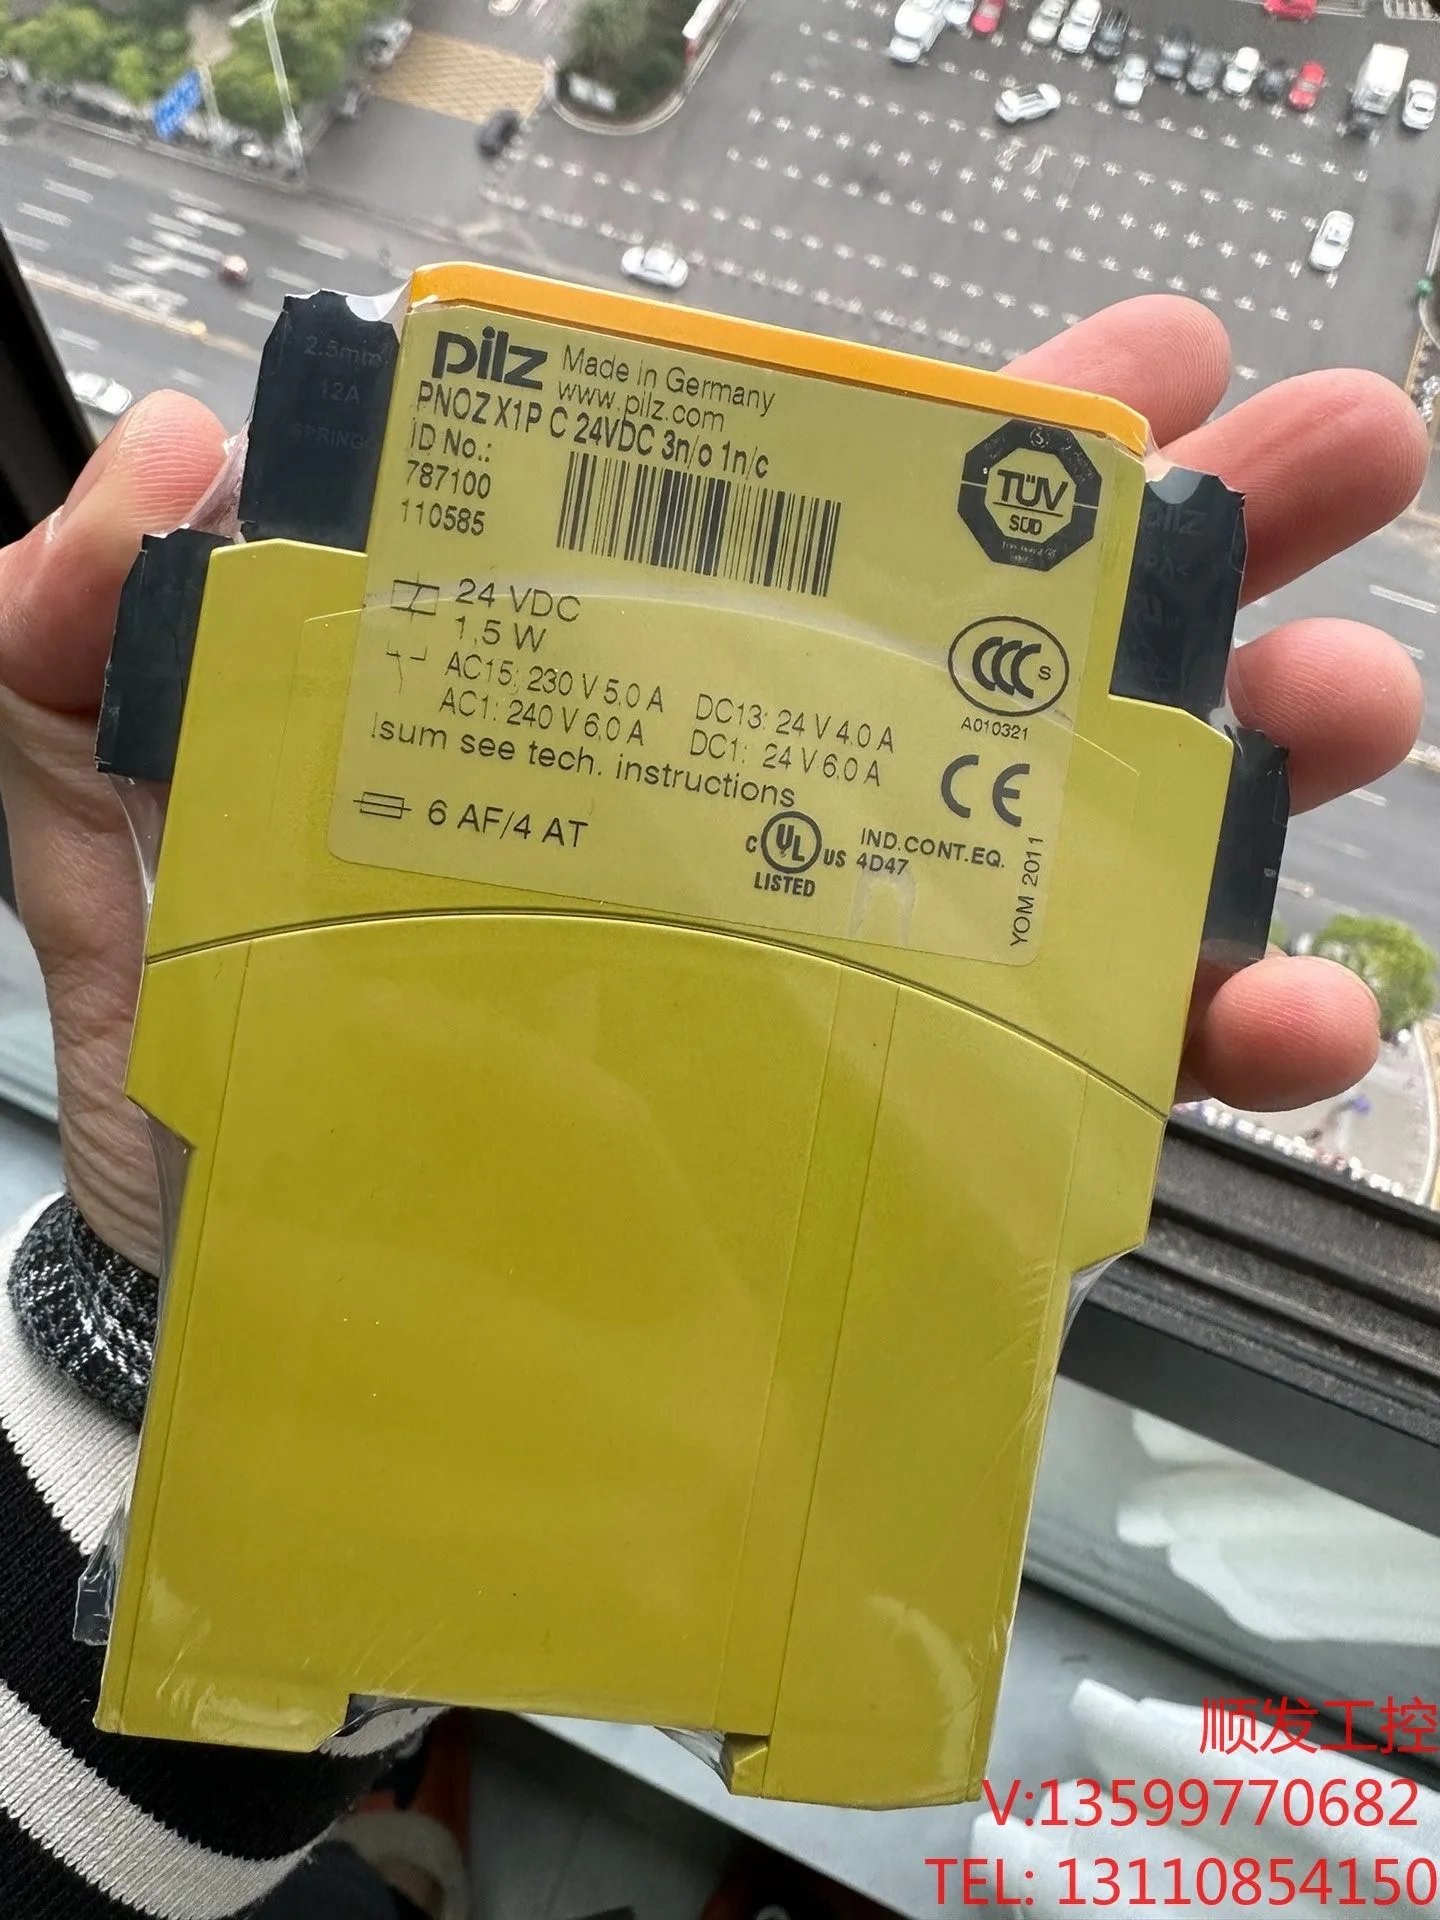 2.5mm²
12A
SPRING
pilz Made in Germany
www.pilz.com
PNOZ X1P C 24VDC 3n/o 1n/c
ID No.:
787100
110585
TÜV
SÜD
24 VDC
1,5 W
AC15: 230 V 5,0 A DC13: 24 V 4.0 A
AC1: 240 V 6,0 A DC1: 24 V 6,0 A
Isum see tech. instructions
6 AF/4 AT
CCC S
A010321
CE
C UL US
LISTED
IND.CONT.EQ.
4D47
YOM 2011
pilz
顺发工控
V:13599770682
TEL: 13110854150